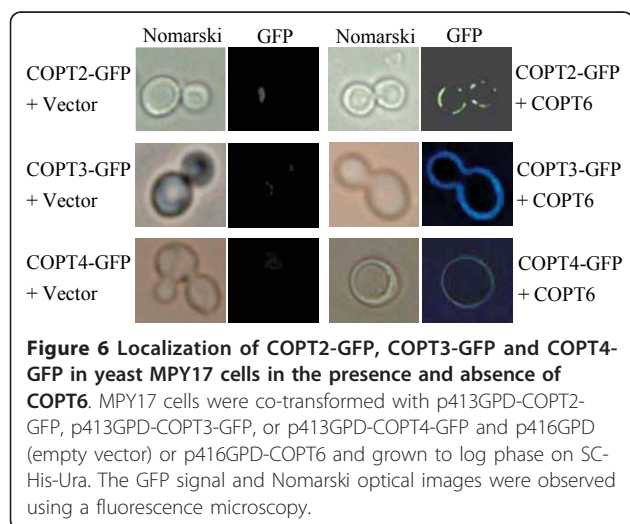 Nomarski GFP Nomarski GFP
COPT2-GFP
+ Vector
COPT2-GFP
+ COPT6
COPT3-GFP
+ Vector
COPT3-GFP
+ COPT6
COPT4-GFP
+ Vector
COPT4-GFP
+ COPT6
Figure 6 Localization of COPT2-GFP, COPT3-GFP and COPT4-
GFP in yeast MPY17 cells in the presence and absence of
COPT6. MPY17 cells were co-transformed with p413GPD-COPT2-
GFP, p413GPD-COPT3-GFP, or p413GPD-COPT4-GFP and p416GPD
(empty vector) or p416GPD-COPT6 and grown to log phase on SC-
His-Ura. The GFP signal and Nomarski optical images were observed
using a fluorescence microscopy.